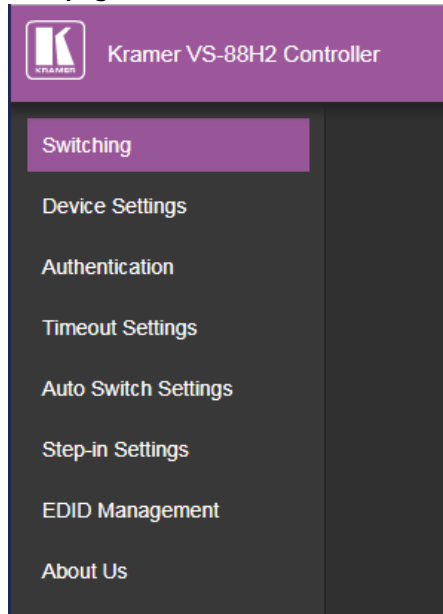 KRAMER
Kramer VS-88H2 Controller
Switching
Device Settings
Authentication
Timeout Settings
Auto Switch Settings
Step-in Settings
EDID Management
About Us